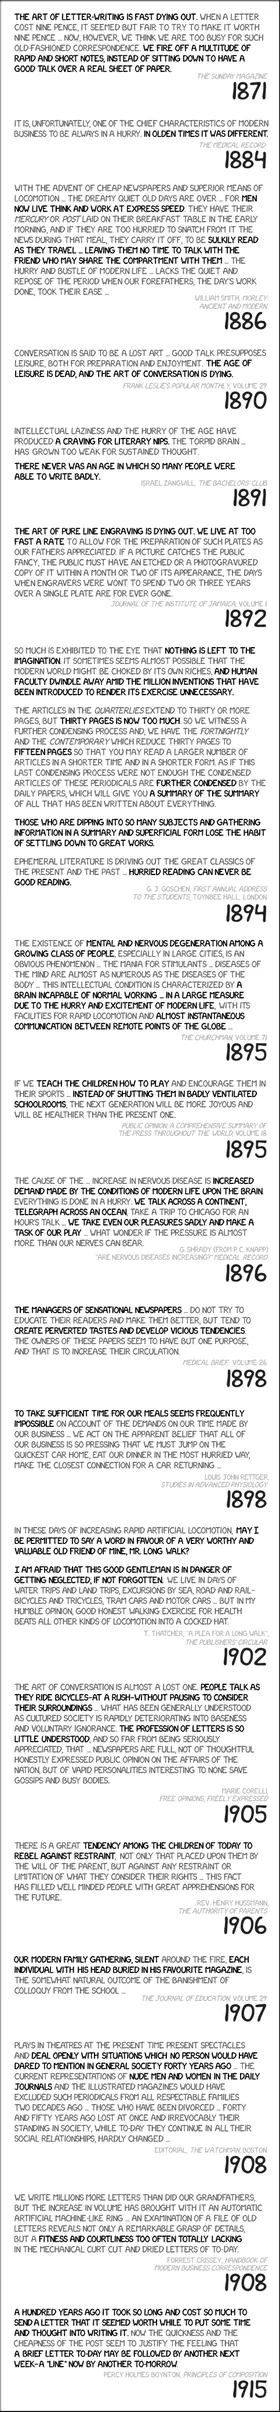 THE ART OF LETTER-WRITING IS FAST DYING OUT. WHEN A LETTER
COST NINE PENCE, IT SEEMED BUT FAIR TO TRY TO MAKE IT WORTH
NINE PENCE ... NOW, HOWEVER, WE THINK WE ARE TOO BUSY FOR SUCH
OLD-FASHIONED CORRESPONDENCE. WE FIRE OFF A MULTITUDE OF
RAPID AND SHORT NOTES, INSTEAD OF SITTING DOWN TO HAVE A
GOOD TALK OVER A REAL SHEET OF PAPER.
THE SUNDAY MAGAZINE
1871
IT IS, UNFORTUNATELY, ONE OF THE CHIEF CHARACTERISTICS OF MODERN
BUSINESS TO BE ALWAYS IN A HURRY. IN OLDEN TIMES IT WAS DIFFERENT.
THE MEDICAL RECORD
1884
WITH THE ADVENT OF CHEAP NEWSPAPERS AND SUPERIOR MEANS OF
LOCOMOTION ... THE DREAMY QUIET OLD DAYS ARE OVER ... FOR MEN
NOW LIVE THINK AND WORK AT EXPRESS SPEED. THEY HAVE THEIR
MERCURY OR POST LAID ON THEIR BREAKFAST TABLE IN THE EARLY
MORNING, AND IF THEY ARE TOO HURRIED TO SNATCH FROM IT THE
NEWS DURING THAT MEAL, THEY CARRY IT OFF, TO BE SULKILY READ
AS THEY TRAVEL ... LEAVING THEM NO TIME TO TALK WITH THE
FRIEND WHO MAY SHARE THE COMPARTMENT WITH THEM ... THE
HURRY AND BUSTLE OF MODERN LIFE ... LACKS THE QUIET AND
REPOSE OF THE PERIOD WHEN OUR FOREFATHERS, THE DAY'S WORK
DONE, TOOK THEIR EASE ...
WILLIAM SMITH, MORLEY:
ANCIENT AND MODERN
1886
CONVERSATION IS SAID TO BE A LOST ART ... GOOD TALK PRESUPPOSES
LEISURE, BOTH FOR PREPARATION AND ENJOYMENT. THE AGE OF
LEISURE IS DEAD, AND THE ART OF CONVERSATION IS DYING.
FRANK LESLIE'S POPULAR MONTHLY, VOLUME 29
1890
INTELLECTUAL LAZINESS AND THE HURRY OF THE AGE HAVE
PRODUCED A CRAVING FOR LITERARY NIPS. THE TORPID BRAIN ...
HAS GROWN TOO WEAK FOR SUSTAINED THOUGHT.
THERE NEVER WAS AN AGE IN WHICH SO MANY PEOPLE WERE
ABLE TO WRITE BADLY.
ISRAEL ZANGWILL, THE BACHELORS' CLUB
1891
THE ART OF PURE LINE ENGRAVING IS DYING OUT. WE LIVE AT TOO
FAST A RATE TO ALLOW FOR THE PREPARATION OF SUCH PLATES AS
OUR FATHERS APPRECIATED. IF A PICTURE CATCHES THE PUBLIC
FANCY, THE PUBLIC MUST HAVE AN ETCHED OR A PHOTOGRAVURED
COPY OF IT WITHIN A MONTH OR TWO OF ITS APPEARANCE, THE DAYS
WHEN ENGRAVERS WERE WONT TO SPEND TWO OR THREE YEARS
OVER A SINGLE PLATE ARE FOR EVER GONE.
JOURNAL OF THE INSTITUTE OF JAMAICA, VOLUME 1
1892
SO MUCH IS EXHIBITED TO THE EYE THAT NOTHING IS LEFT TO THE
IMAGINATION. IT SOMETIMES SEEMS ALMOST POSSIBLE THAT THE
MODERN WORLD MIGHT BE CHOKED BY ITS OWN RICHES, AND HUMAN
FACULTY DWINDLE AWAY AMID THE MILLION INVENTIONS THAT HAVE
BEEN INTRODUCED TO RENDER ITS EXERCISE UNNECESSARY.
THE ARTICLES IN THE QUARTERLIES EXTEND TO THIRTY OR MORE
PAGES, BUT THIRTY PAGES IS NOW TOO MUCH. SO WE WITNESS A
FURTHER CONDENSING PROCESS AND, WE HAVE THE FORTNIGHTLY
AND THE CONTEMPORARY WHICH REDUCE THIRTY PAGES TO
FIFTEEN PAGES SO THAT YOU MAY READ A LARGER NUMBER OF
ARTICLES IN A SHORTER TIME AND IN A SHORTER FORM. AS IF THIS
LAST CONDENSING PROCESS WERE NOT ENOUGH THE CONDENSED
ARTICLES OF THESE PERIODICALS ARE FURTHER CONDENSED BY THE
DAILY PAPERS, WHICH WILL GIVE YOU A SUMMARY OF THE SUMMARY
OF ALL THAT HAS BEEN WRITTEN ABOUT EVERYTHING.
THOSE WHO ARE DIPPING INTO SO MANY SUBJECTS AND GATHERING
INFORMATION IN A SUMMARY AND SUPERFICIAL FORM LOSE THE HABIT
OF SETTLING DOWN TO GREAT WORKS.
EPHEMERAL LITERATURE IS DRIVING OUT THE GREAT CLASSICS OF
THE PRESENT AND THE PAST ... HURRIED READING CAN NEVER BE
GOOD READING.
G. J. GOSCHEN, FIRST ANNUAL ADDRESS
TO THE STUDENTS, TOYNBEE HALL, LONDON
1894
THE EXISTENCE OF MENTAL AND NERVOUS DEGENERATION AMONG A
GROWING CLASS OF PEOPLE, ESPECIALLY IN LARGE CITIES, IS AN
OBVIOUS PHENOMENON ... THE MANIA FOR STIMULANTS ... DISEASES OF
THE MIND ARE ALMOST AS NUMEROUS AS THE DISEASES OF THE
BODY ... THIS INTELLECTUAL CONDITION IS CHARACTERIZED BY A
BRAIN INCAPABLE OF NORMAL WORKING ... IN A LARGE MEASURE
DUE TO THE HURRY AND EXCITEMENT OF MODERN LIFE, WITH ITS
FACILITIES FOR RAPID LOCOMOTION AND ALMOST INSTANTANEOUS
COMMUNICATION BETWEEN REMOTE POINTS OF THE GLOBE ...
THE CHURCHMAN, VOLUME 71
1895
IF WE TEACH THE CHILDREN HOW TO PLAY AND ENCOURAGE THEM IN
THEIR SPORTS ... INSTEAD OF SHUTTING THEM IN BADLY VENTILATED
SCHOOLROOMS, THE NEXT GENERATION WILL BE MORE JOYOUS AND
WILL BE HEALTHIER THAN THE PRESENT ONE.
PUBLIC OPINION: A COMPREHENSIVE SUMMARY OF
THE PRESS THROUGHOUT THE WORLD, VOLUME 18
1895
THE CAUSE OF THE ... INCREASE IN NERVOUS DISEASE IS INCREASED
DEMAND MADE BY THE CONDITIONS OF MODERN LIFE UPON THE BRAIN.
EVERYTHING IS DONE IN A HURRY. WE TALK ACROSS A CONTINENT,
TELEGRAPH ACROSS AN OCEAN, TAKE A TRIP TO CHICAGO FOR AN
HOUR'S TALK ... WE TAKE EVEN OUR PLEASURES SADLY AND MAKE A
TASK OF OUR PLAY ... WHAT WONDER IF THE PRESSURE IS ALMOST
MORE THAN OUR NERVES CAN BEAR.
G. SHRADY (FROM P.C. KNAPP)
"ARE NERVOUS DISEASES INCREASING?" MEDICAL RECORD
1896
THE MANAGERS OF SENSATIONAL NEWSPAPERS ... DO NOT TRY TO
EDUCATE THEIR READERS AND MAKE THEM BETTER, BUT TEND TO
CREATE PERVERTED TASTES AND DEVELOP VICIOUS TENDENCIES.
THE OWNERS OF THESE PAPERS SEEM TO HAVE BUT ONE PURPOSE,
AND THAT IS TO INCREASE THEIR CIRCULATION.
MEDICAL BRIEF, VOLUME 26
1898
TO TAKE SUFFICIENT TIME FOR OUR MEALS SEEMS FREQUENTLY
IMPOSSIBLE ON ACCOUNT OF THE DEMANDS ON OUR TIME MADE BY
OUR BUSINESS ... WE ACT ON THE APPARENT BELIEF THAT ALL OF
OUR BUSINESS IS SO PRESSING THAT WE MUST JUMP ON THE
QUICKEST CAR HOME, EAT OUR DINNER IN THE MOST HURRIED WAY,
MAKE THE CLOSEST CONNECTION FOR A CAR RETURNING ...
LOUIS JOHN RETTGER,
STUDIES IN ADVANCED PHYSIOLOGY
1898
IN THESE DAYS OF INCREASING RAPID ARTIFICIAL LOCOMOTION, MAY I
BE PERMITTED TO SAY A WORD IN FAVOUR OF A VERY WORTHY AND
VALUABLE OLD FRIEND OF MINE, MR. LONG WALK?
I AM AFRAID THAT THIS GOOD GENTLEMAN IS IN DANGER OF
GETTING NEGLECTED, IF NOT FORGOTTEN. WE LIVE IN DAYS OF
WATER TRIPS AND LAND TRIPS, EXCURSIONS BY SEA, ROAD AND RAIL-
BICYCLES AND TRICYCLES, TRAM CARS AND MOTOR CARS ... BUT IN MY
HUMBLE OPINION, GOOD HONEST WALKING EXERCISE FOR HEALTH
BEATS ALL OTHER KINDS OF LOCOMOTION INTO A COCKED HAT.
T. THATCHER, "A PLEA FOR A LONG WALK",
THE PUBLISHERS' CIRCULAR
1902
THE ART OF CONVERSATION IS ALMOST A LOST ONE. PEOPLE TALK AS
THEY RIDE BICYCLES–AT A RUSH–WITHOUT PAUSING TO CONSIDER
THEIR SURROUNDINGS ... WHAT HAS BEEN GENERALLY UNDERSTOOD
AS CULTURED SOCIETY IS RAPIDLY DETERIORATING INTO BASENESS
AND VOLUNTARY IGNORANCE. THE PROFESSION OF LETTERS IS SO
LITTLE UNDERSTOOD, AND SO FAR FROM BEING SERIOUSLY
APPRECIATED, THAT ... NEWSPAPERS ARE FULL, NOT OF THOUGHTFUL
HONESTLY EXPRESSED PUBLIC OPINION ON THE AFFAIRS OF THE
NATION, BUT OF VAPID PERSONALITIES INTERESTING TO NONE SAVE
GOSSIPS AND BUSY BODIES.
MARIE CORELLI,
FREE OPINIONS, FREELY EXPRESSED
1905
THERE IS A GREAT TENDENCY AMONG THE CHILDREN OF TODAY TO
REBEL AGAINST RESTRAINT, NOT ONLY THAT PLACED UPON THEM BY
THE WILL OF THE PARENT, BUT AGAINST ANY RESTRAINT OR
LIMITATION OF WHAT THEY CONSIDER THEIR RIGHTS ... THIS FACT
HAS FILLED WELL MINDED PEOPLE WITH GREAT APPREHENSIONS FOR
THE FUTURE.
REV. HENRY HUSSMANN,
THE AUTHORITY OF PARENTS
1906
OUR MODERN FAMILY GATHERING, SILENT AROUND THE FIRE, EACH
INDIVIDUAL WITH HIS HEAD BURIED IN HIS FAVOURITE MAGAZINE, IS
THE SOMEWHAT NATURAL OUTCOME OF THE BANISHMENT OF
COLLOQUY FROM THE SCHOOL ...
THE JOURNAL OF EDUCATION, VOLUME 29
1907
PLAYS IN THEATRES AT THE PRESENT TIME PRESENT SPECTACLES
AND DEAL OPENLY WITH SITUATIONS WHICH NO PERSON WOULD HAVE
DARED TO MENTION IN GENERAL SOCIETY FORTY YEARS AGO ... THE
CURRENT REPRESENTATIONS OF NUDE MEN AND WOMEN IN THE DAILY
JOURNALS AND THE ILLUSTRATED MAGAZINES WOULD HAVE
EXCLUDED SUCH PERIODICALS FROM ALL RESPECTABLE FAMILIES
TWO DECADES AGO ... THOSE WHO HAVE BEEN DIVORCED ... FORTY
AND FIFTY YEARS AGO LOST AT ONCE AND IRREVOCABLY THEIR
STANDING IN SOCIETY, WHILE TO-DAY THEY CONTINUE IN ALL THEIR
SOCIAL RELATIONSHIPS, HARDLY CHANGED ...
EDITORIAL, THE WATCHMAN, BOSTON
1908
WE WRITE MILLIONS MORE LETTERS THAN DID OUR GRANDFATHERS,
BUT THE INCREASE IN VOLUME HAS BROUGHT WITH IT AN AUTOMATIC
ARTIFICIAL MACHINE-LIKE RING ... AN EXAMINATION OF A FILE OF OLD
LETTERS REVEALS NOT ONLY A REMARKABLE GRASP OF DETAILS,
BUT A FITNESS AND COURTLINESS TOO OFTEN TOTALLY LACKING
IN THE MECHANICAL CURT CUT AND DRIED LETTERS OF TO-DAY.
FORREST CRISSEY, HANDBOOK OF
MODERN BUSINESS CORRESPONDENCE
1908
A HUNDRED YEARS AGO IT TOOK SO LONG AND COST SO MUCH TO
SEND A LETTER THAT IT SEEMED WORTH WHILE TO PUT SOME TIME
AND THOUGHT INTO WRITING IT. NOW THE QUICKNESS AND THE
CHEAPNESS OF THE POST SEEM TO JUSTIFY THE FEELING THAT
A BRIEF LETTER TO-DAY MAY BE FOLLOWED BY ANOTHER NEXT
WEEK–A "LINE" NOW BY ANOTHER TO-MORROW.
PERCY HOLMES BOYNTON, PRINCIPLES OF COMPOSITION
1915